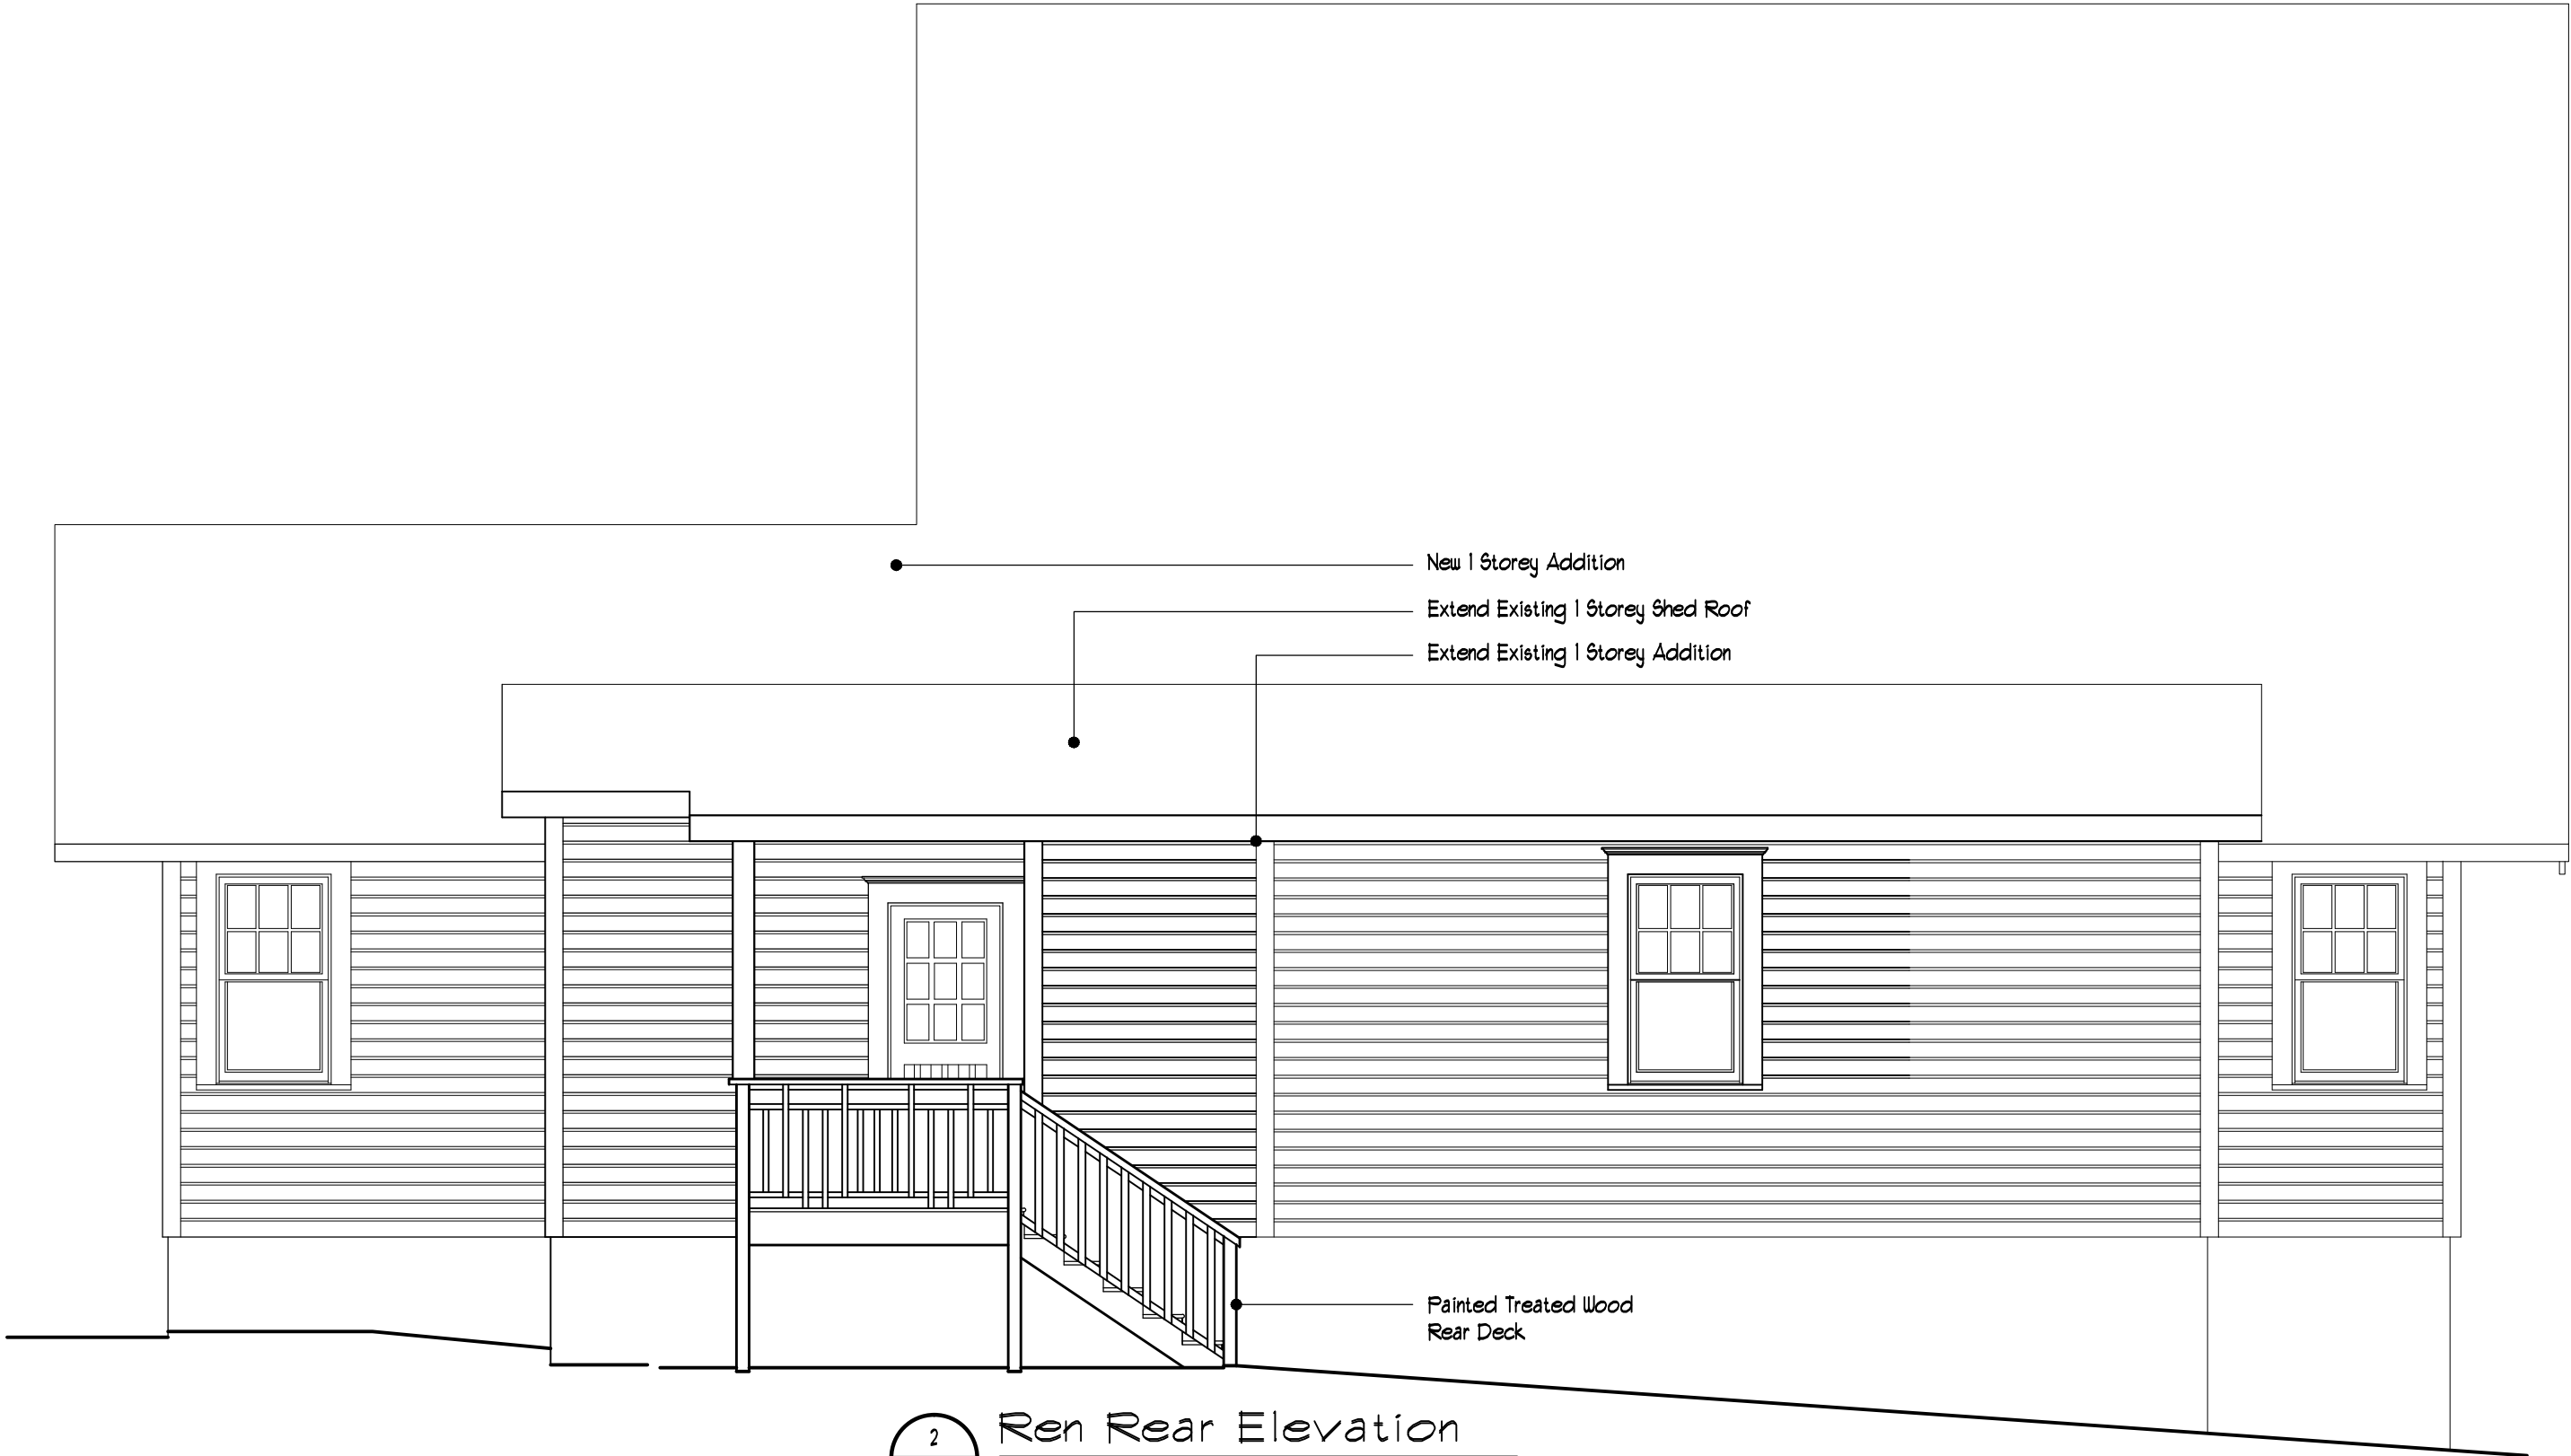 New 1 Storey Addition
Extend Existing 1 Storey Shed Roof
Extend Existing 1 Storey Addition
Painted Treated Wood
Rear Deck
2
Ren Rear Elevation